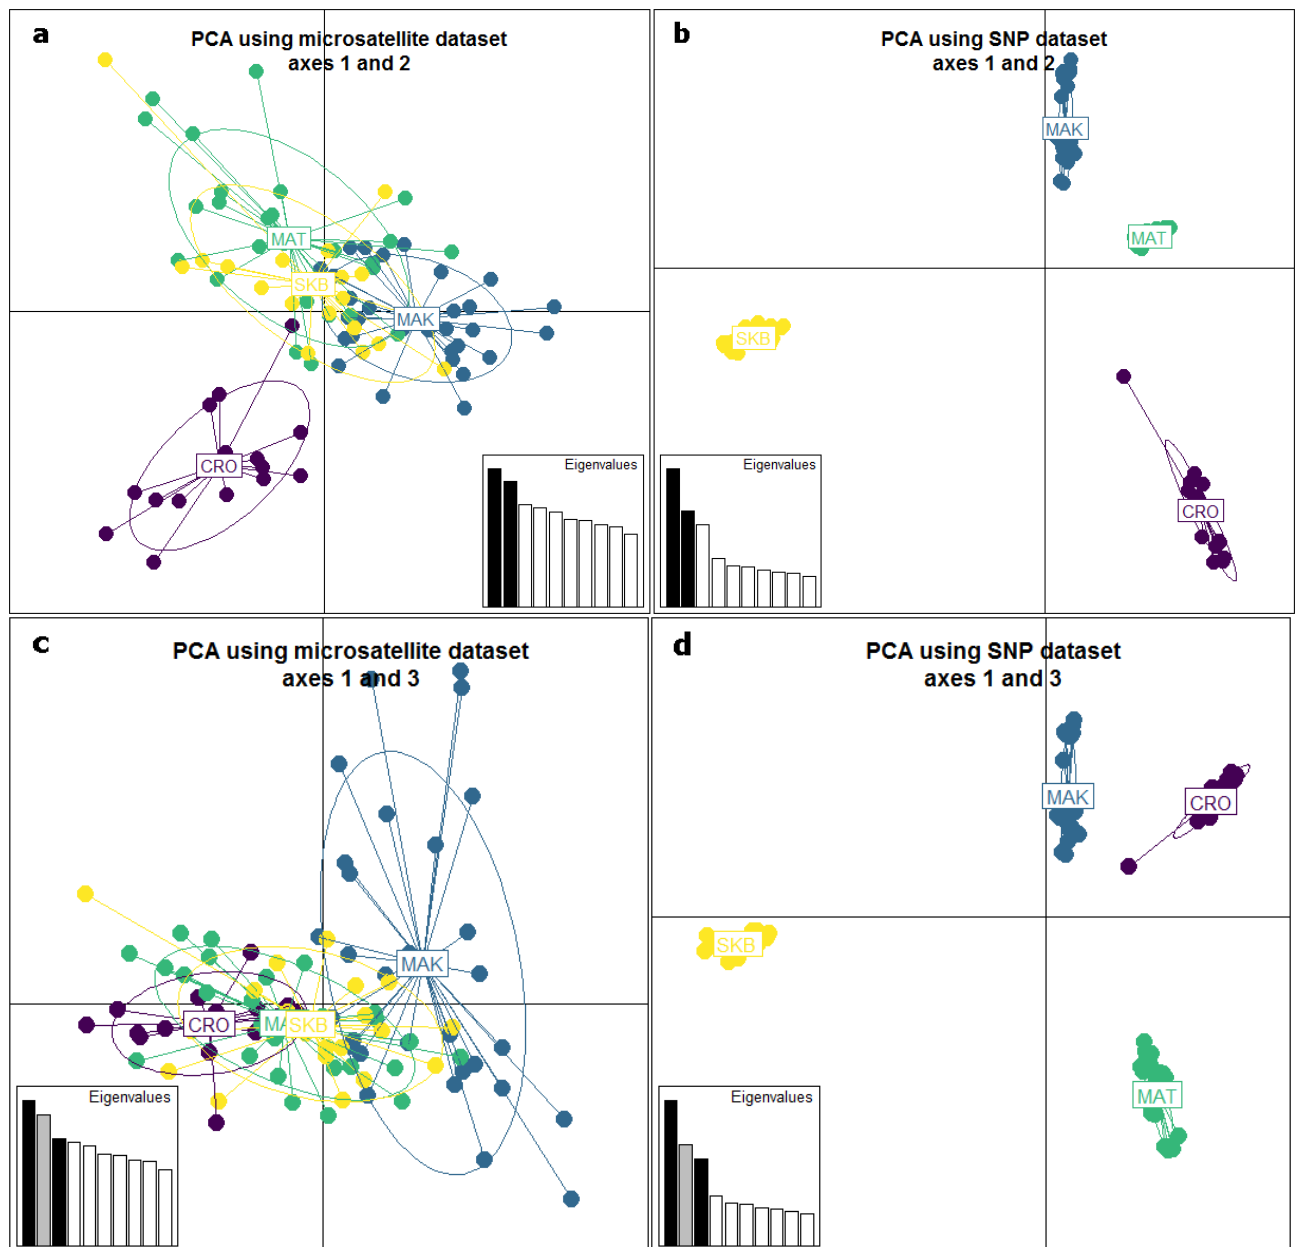 a
PCA using microsatellite dataset
axes 1 and 2
MAT
SKB
MAK
CRO
Eigenvalues
b
PCA using SNP dataset
axes 1 and 2
MAK
MAT
SKB
CRO
Eigenvalues
c
PCA using microsatellite dataset
axes 1 and 3
MAK
CRO
MA
SKB
Eigenvalues
d
PCA using SNP dataset
axes 1 and 3
MAK
CRO
SKB
MAT
Eigenvalues